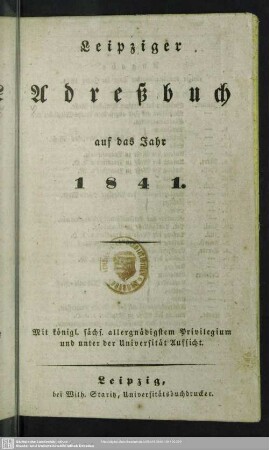 Leipziger
Adreßbuch
auf das Jahr
1841.
Mit königl. sächs. allergnädigstem Privilegium
und unter der Universität Aufsicht.
Leipzig,
bei Wilh. Staritz, Universitätsbuchdrucker.